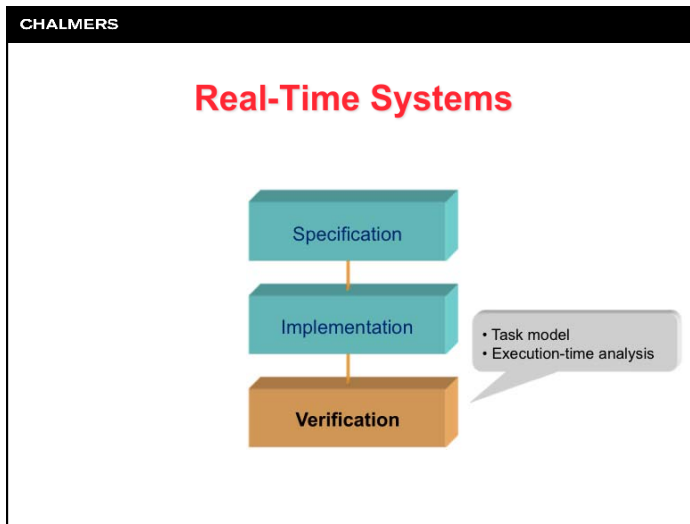 CHALMERS
Real-Time Systems
Specification
Implementation
• Task model
• Execution-time analysis
Verification